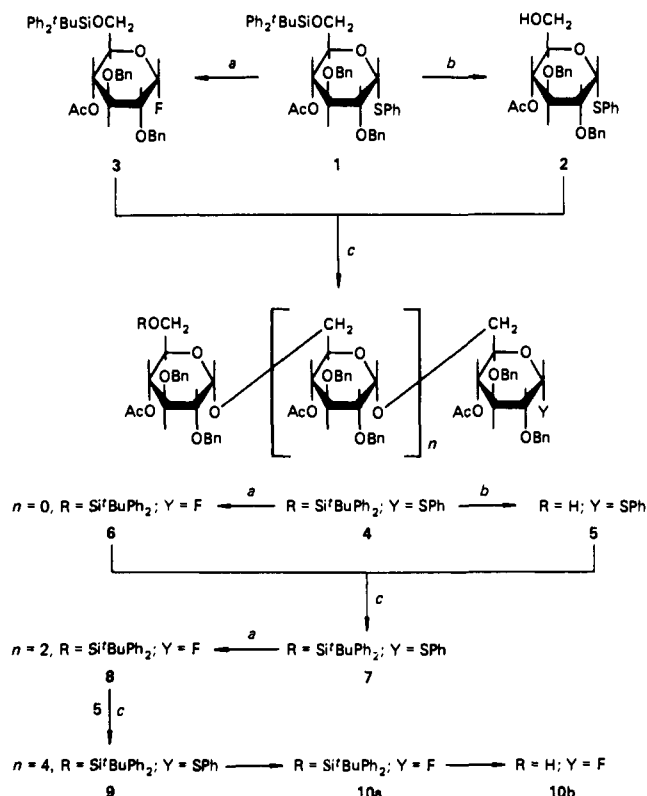 Ph₂ᵗBuSiOCH₂ Ph₂ᵗBuSiOCH₂ HOCH₂
O O O
OBn a OBn b OBn
AcO F AcO SPh AcO SPh
OBn OBn OBn
3 1 2
c
ROCH₂ CH₂ CH₂
O O O
OBn OBn OBn
AcO O AcO O AcO Y
OBn OBn n OBn
n = 0, R = SiᵗBuPh₂; Y = F a R = SiᵗBuPh₂; Y = SPh b R = H; Y = SPh
6 4 5
c
n = 2, R = SiᵗBuPh₂; Y = F a R = SiᵗBuPh₂; Y = SPh
8 7
5 c
n = 4, R = SiᵗBuPh₂; Y = SPh R = SiᵗBuPh₂; Y = F R = H; Y = F
9 10a 10b